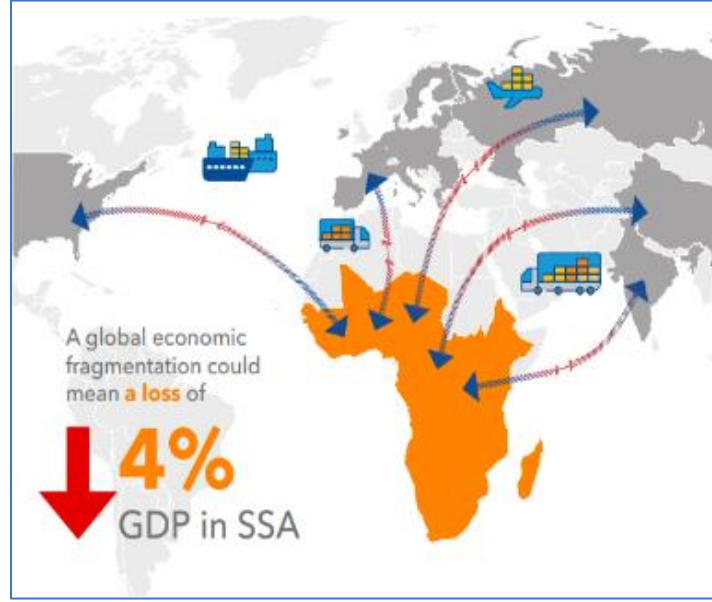 A global economic
fragmentation could
mean a loss of
4%
GDP in SSA